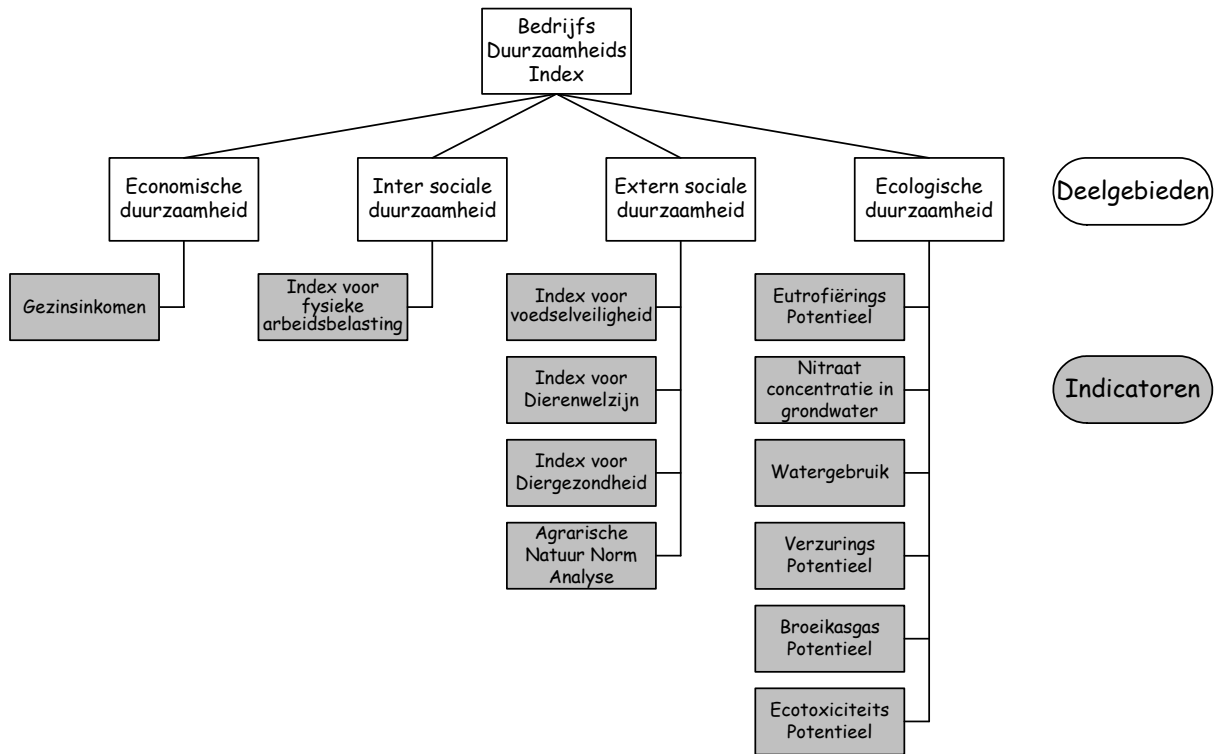 Bedrijfs
Duurzaamheids
Index
Economische
duurzaamheid
Inter sociale
duurzaamheid
Extern sociale
duurzaamheid
Ecologische
duurzaamheid
Deelgebieden
Gezinsinkomen
Index voor
fysieke
arbeidsbelasting
Index voor
voedselveiligheid
Index voor
Dierenwelzijn
Index voor
Diergezondheid
Agrarische
Natuur Norm
Analyse
Eutrofiërings
Potentieel
Nitraat
concentratie in
grondwater
Watergebruik
Verzurings
Potentieel
Broeikasgas
Potentieel
Ecotoxiciteits
Potentieel
Indicatoren